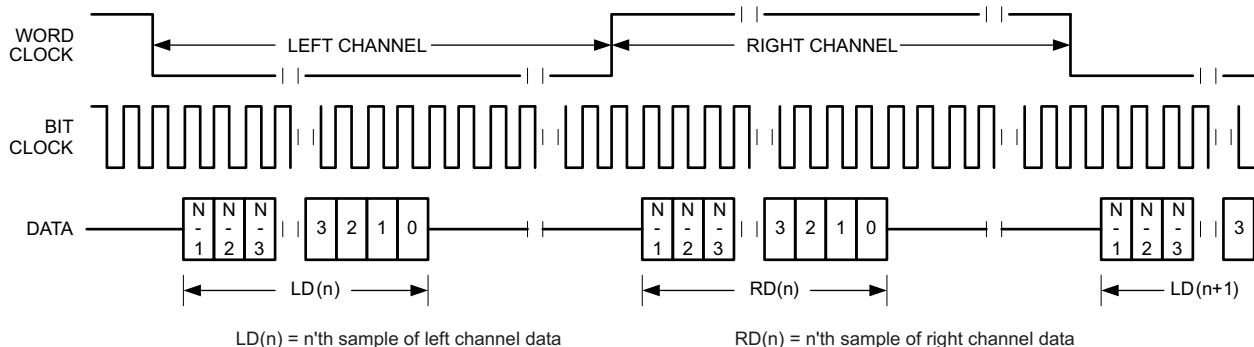 WORD
CLOCK
LEFT CHANNEL
RIGHT CHANNEL
BIT
CLOCK
DATA
N
-
1
N
-
2
N
-
3
3
2
1
0
N
-
1
N
-
2
N
-
3
3
2
1
0
N
-
1
N
-
2
N
-
3
3
LD(n)
RD(n)
LD(n+1)
LD(n) = n'th sample of left channel data
RD(n) = n'th sample of right channel data